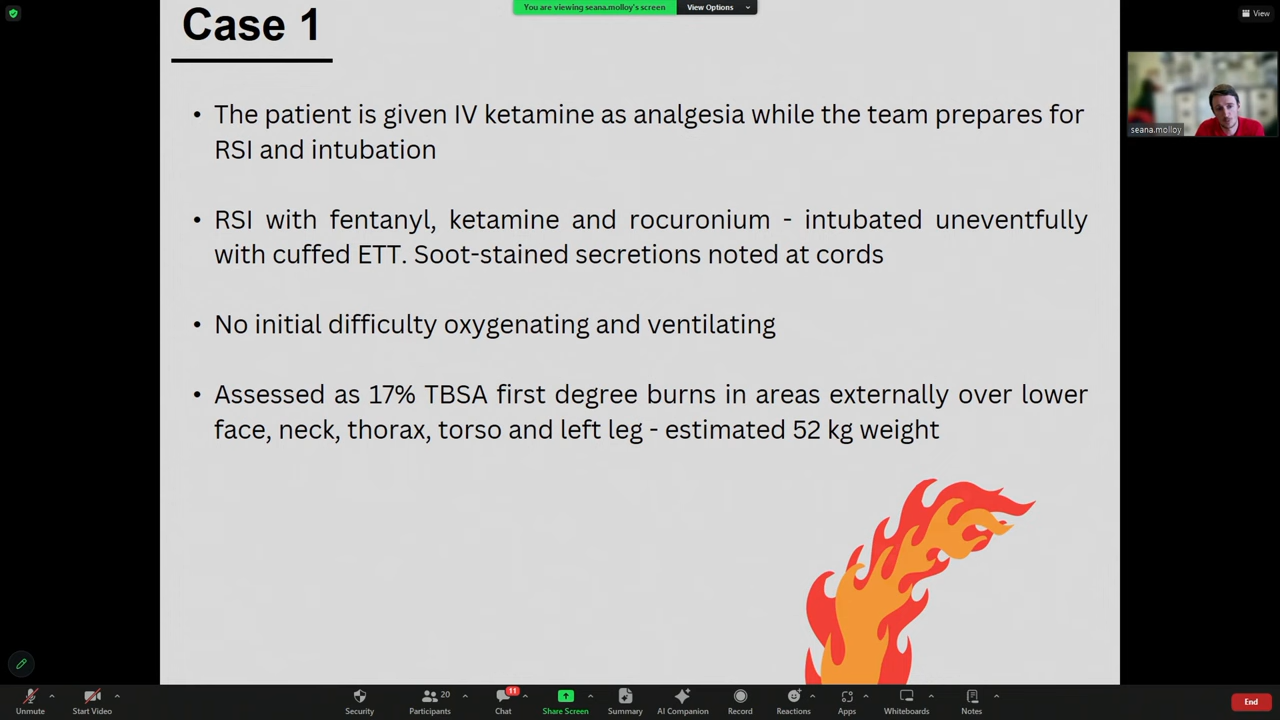 You are viewing seana.molloy's screen
View Options
View
Case 1
• The patient is given IV ketamine as analgesia while the team prepares for
RSI and intubation
• RSI with fentanyl, ketamine and rocuronium - intubated uneventfully
with cuffed ETT. Soot-stained secretions noted at cords
• No initial difficulty oxygenating and ventilating
• Assessed as 17% TBSA first degree burns in areas externally over lower
face, neck, thorax, torso and left leg - estimated 52 kg weight
seana.molloy
Unmute
Start Video
Security
20
Participants
11
Chat
Share Screen
Summary
AI Companion
Record
Reactions
Apps
Whiteboards
Notes
End